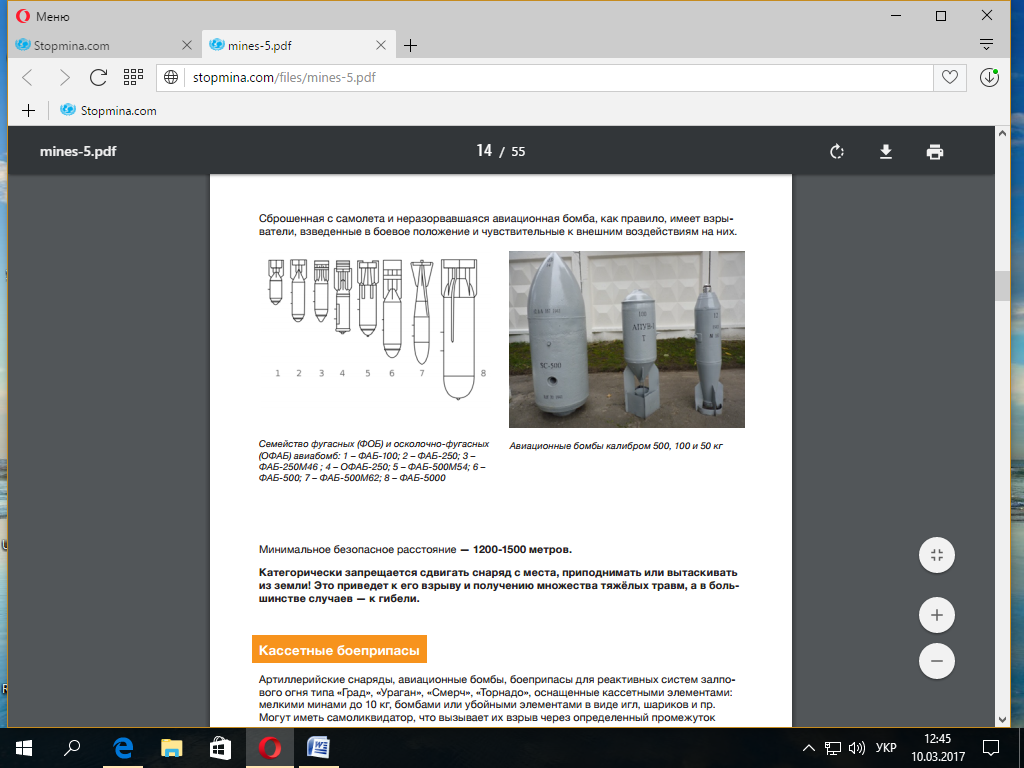 Меню
Stopmina.com
mines-5.pdf
stopmina.com/files/mines-5.pdf
Stopmina.com
mines-5.pdf
14 / 55
Сброшенная с самолета и неразорвавшаяся авиационная бомба, как правило, имеет взры-
ватели, взведенные в боевое положение и чувствительные к внешним воздействиям на них.
1 2 3 4 5 6 7 8
100
АПУВ-1
Т
Семейство фугасных (ФОБ) и осколочно-фугасных
(ОФАБ) авиабомб: 1 – ФАБ-100; 2 – ФАБ-250; 3 –
ФАБ-250М46 ; 4 – ОФАБ-250; 5 – ФАБ-500М54; 6 –
ФАБ-500; 7 – ФАБ-500М62; 8 – ФАБ-5000
Авиационные бомбы калибром 500, 100 и 50 кг
Минимальное безопасное расстояние — 1200-1500 метров.
Категорически запрещается сдвигать снаряд с места, приподнимать или вытаскивать
из земли! Это приведет к его взрыву и получению множества тяжёлых травм, а в боль-
шинстве случаев — к гибели.
Кассетные боеприпасы
Артиллерийские снаряды, авиационные бомбы, боеприпасы для реактивных систем залпо-
вого огня типа «Град», «Ураган», «Смерч», «Торнадо», оснащенные кассетными элементами:
мелкими минами до 10 кг, бомбами или убойными элементами в виде игл, шариков и пр.
Могут иметь самоликвидатор, что вызывает их взрыв через определенный промежуток
УКР
12:45
10.03.2017